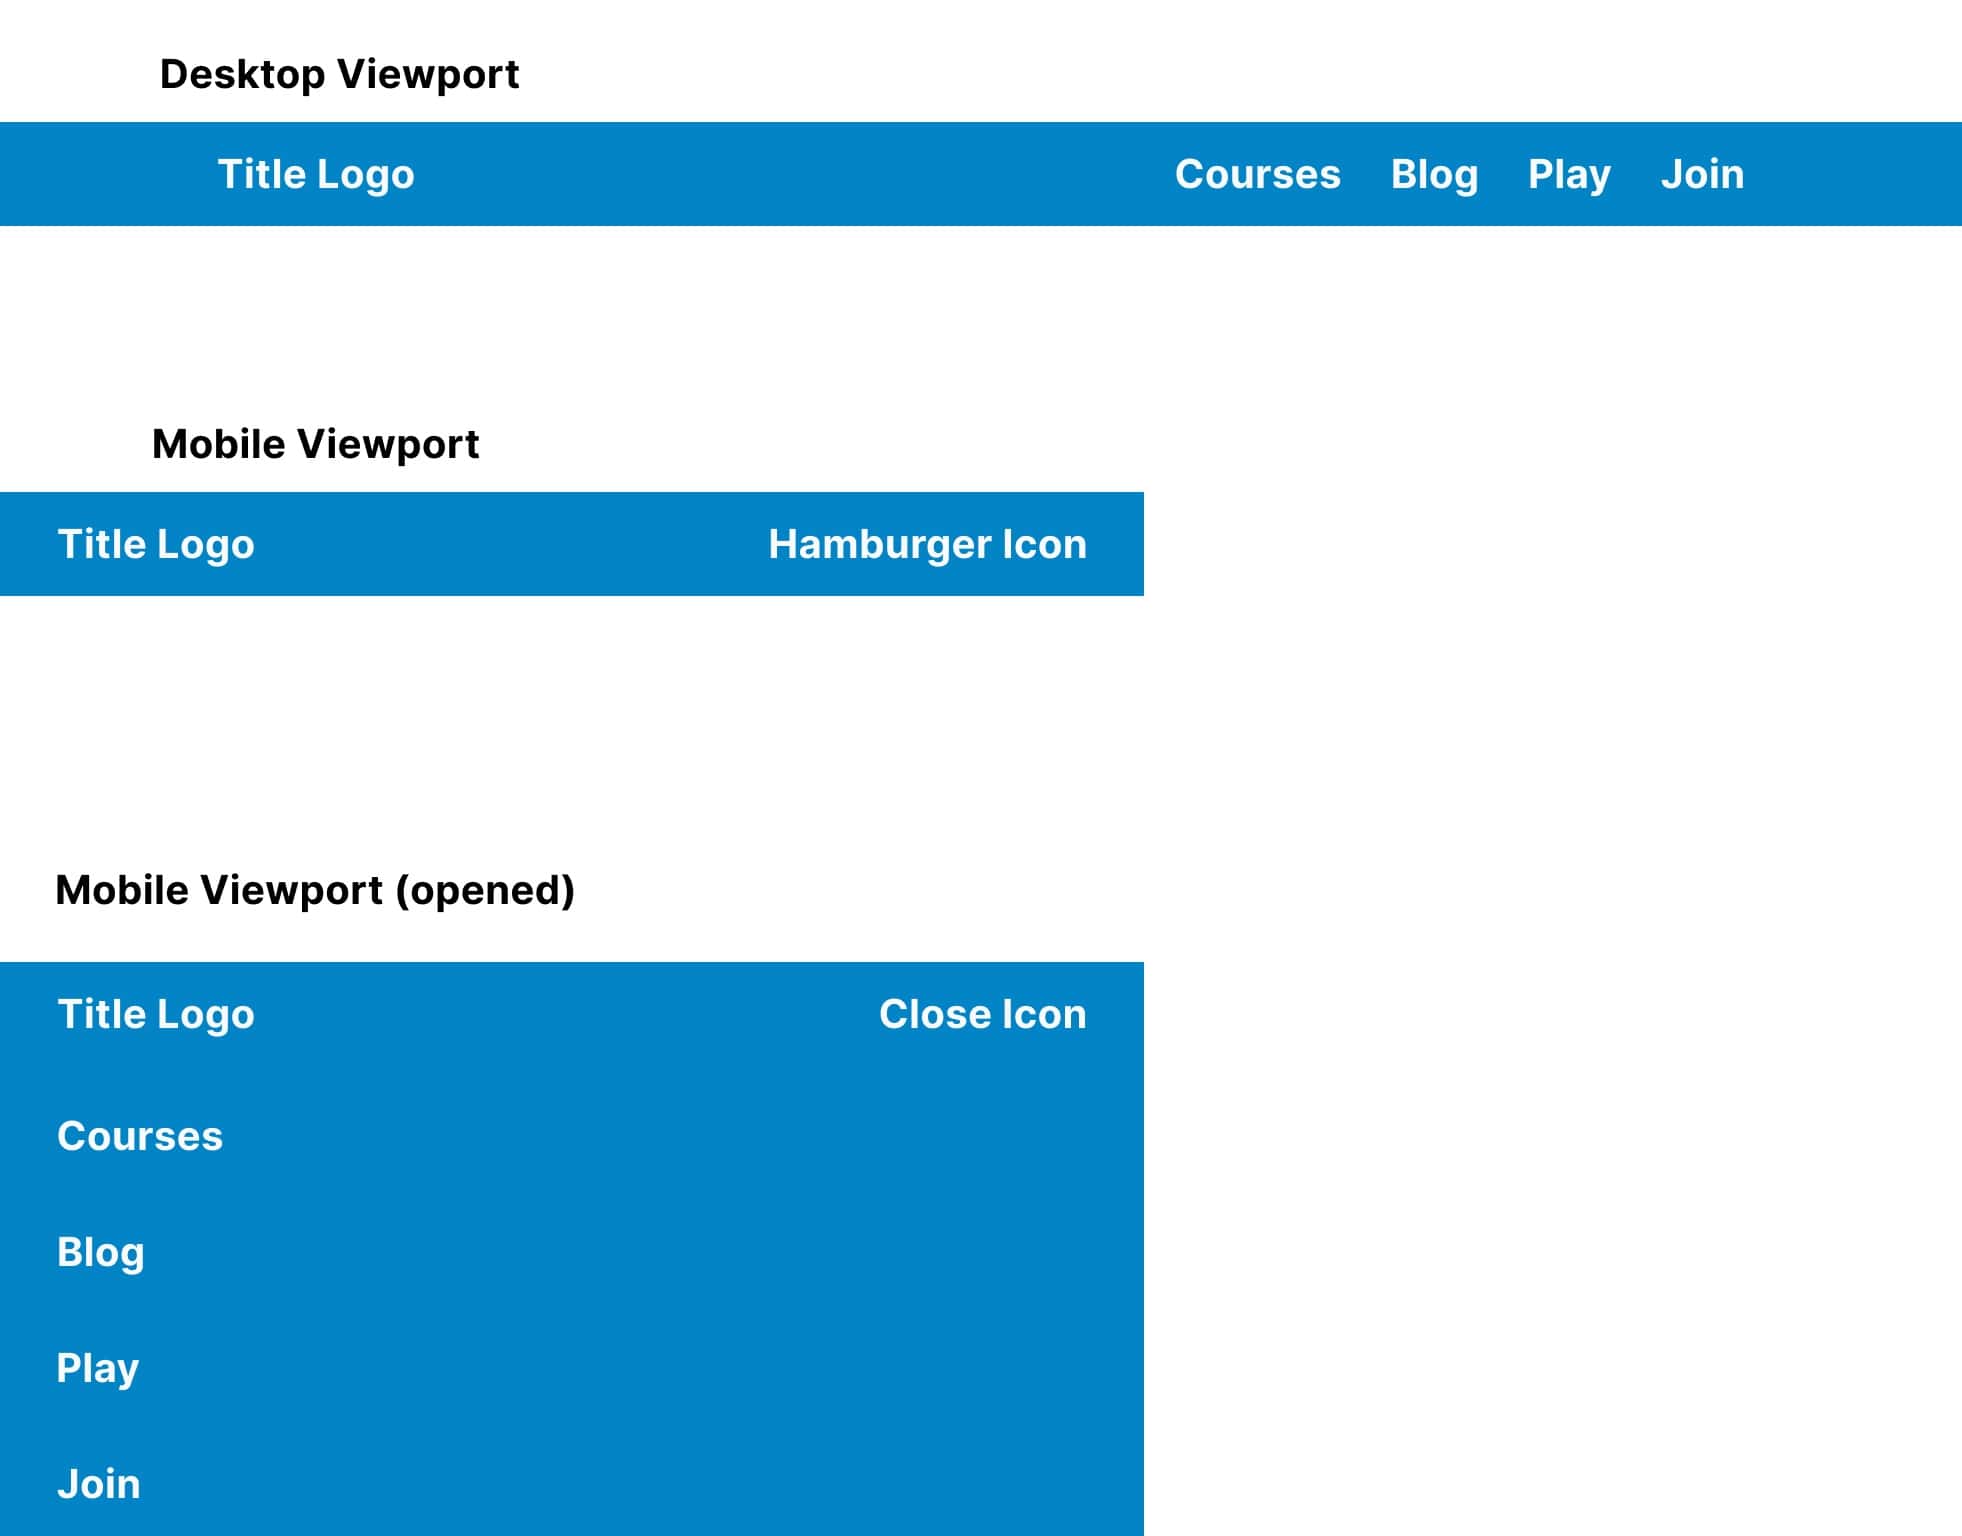 Desktop Viewport
Title Logo Courses Blog Play Join
Mobile Viewport
Title Logo Hamburger Icon
Mobile Viewport (opened)
Title Logo Close Icon
Courses
Blog
Play
Join